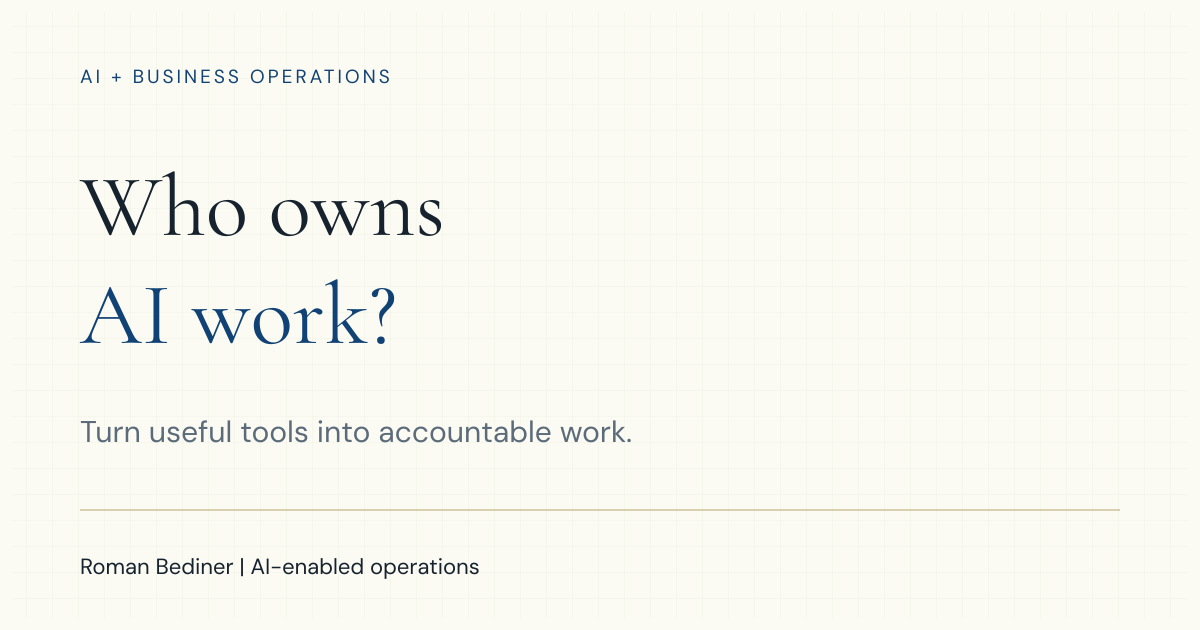 AI + BUSINESS OPERATIONS
Who owns
AI work?
Turn useful tools into accountable work.
Roman Bediner | AI-enabled operations